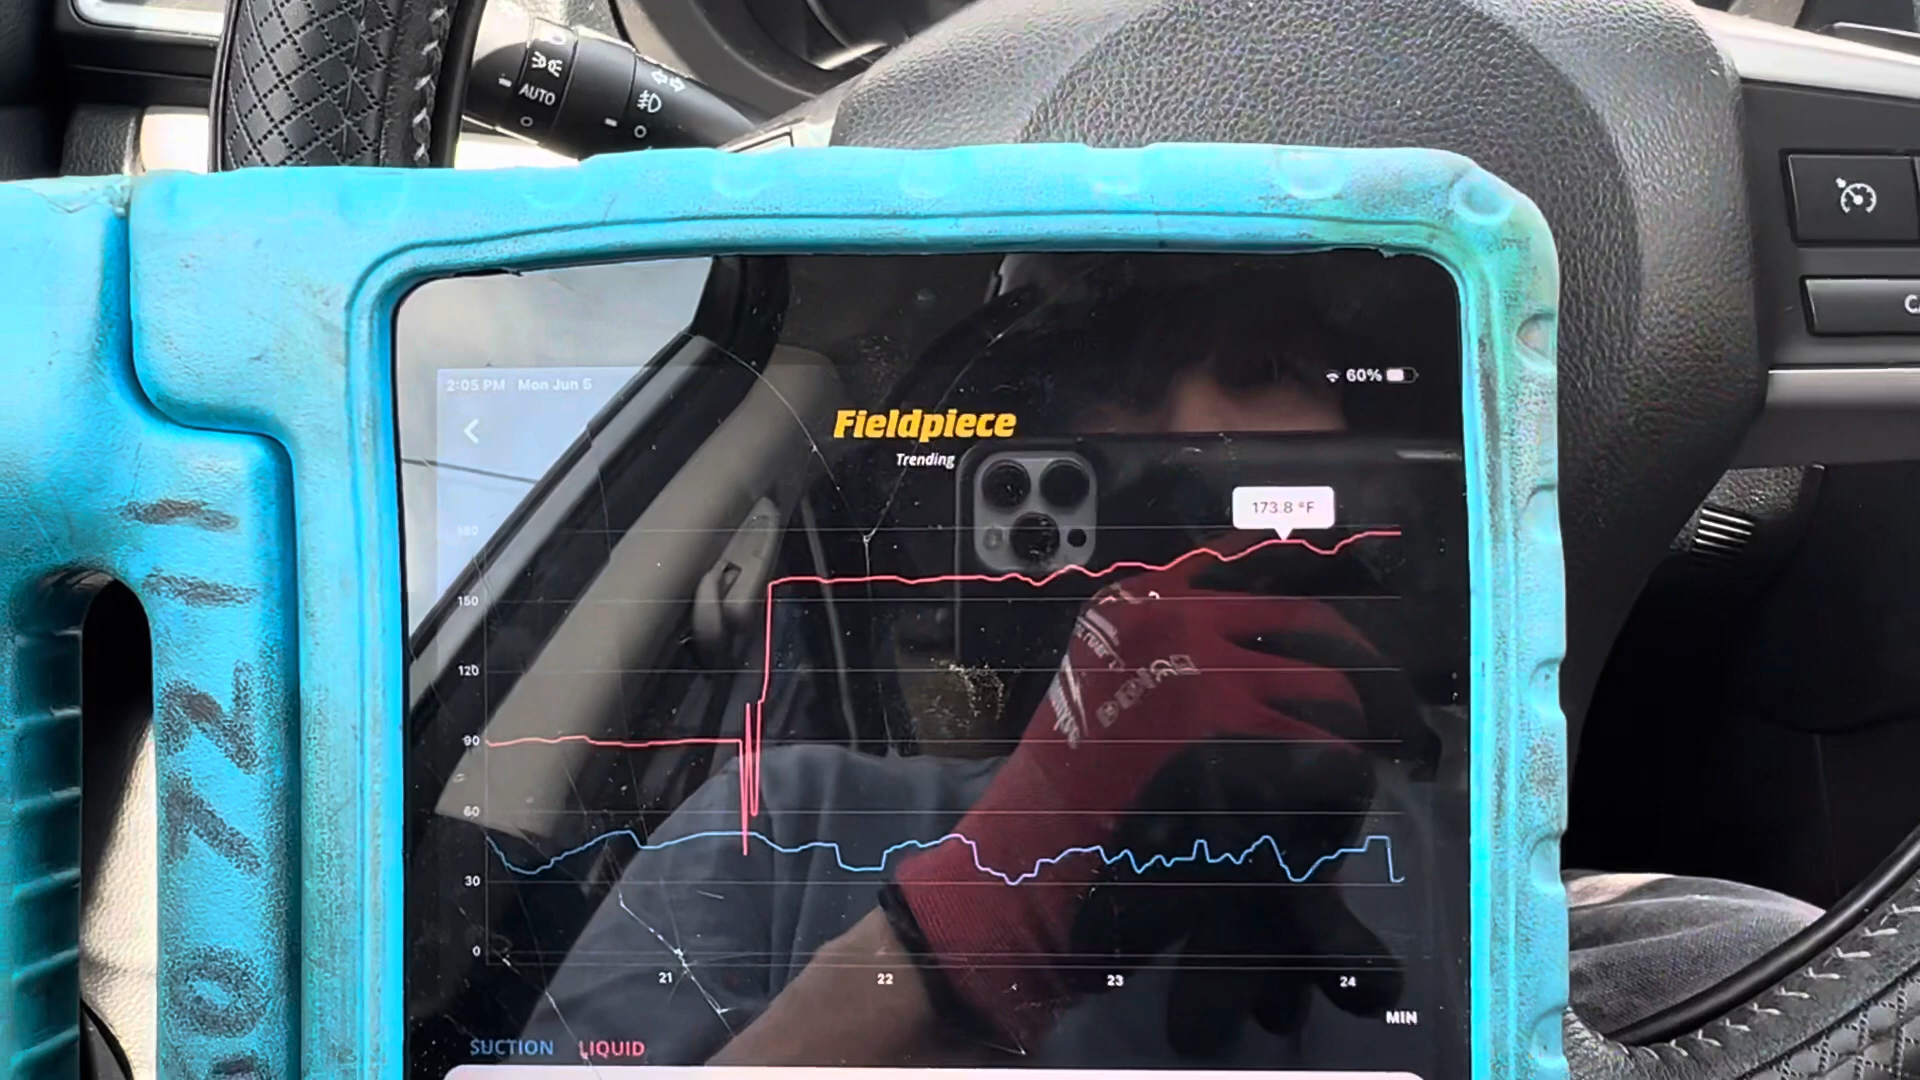 AUTO
2:05 PM Mon Jun 5
60%
Fieldpiece
Trending
173.8 °F
180
150
120
90
60
30
0
21 22 23 24
MIN
SUCTION LIQUID